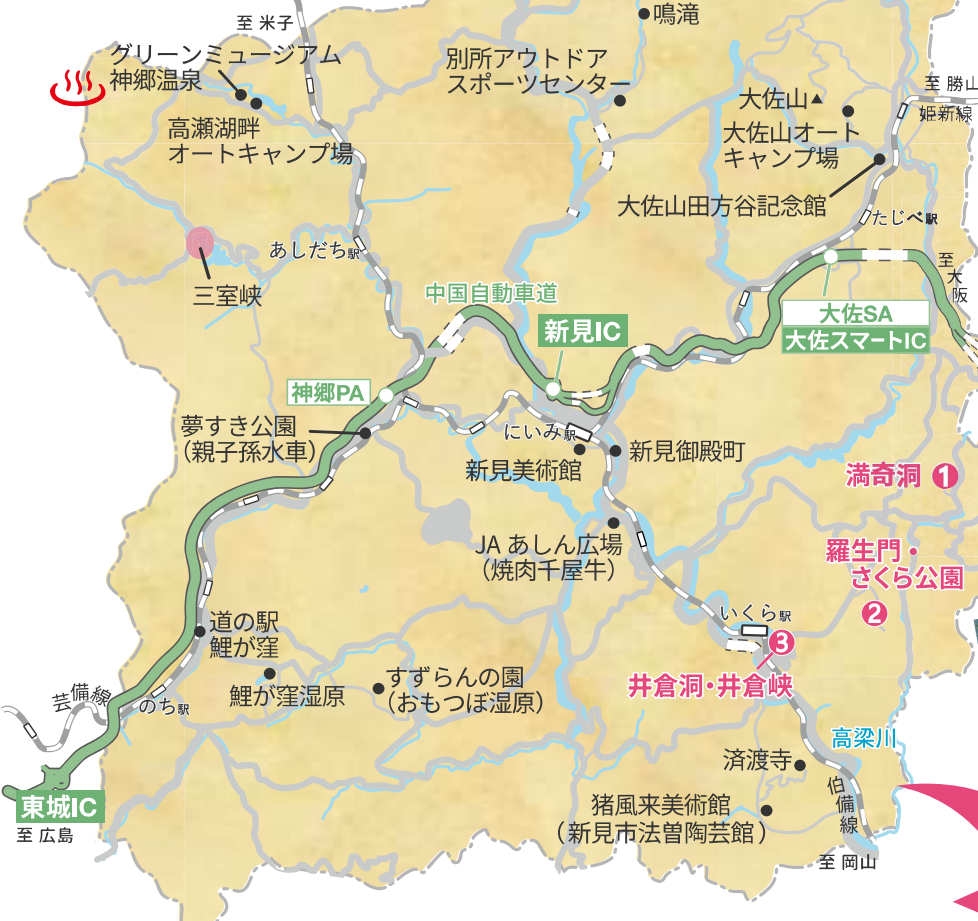 至 米子
鳴滝
グリーンミュージアム
神郷温泉
別所アウトドア
スポーツセンター
至 勝山
姫新線
大佐山▲
大佐山オート
キャンプ場
高瀬湖畔
オートキャンプ場
大佐山田方谷記念館
たじべ駅
あしだち駅
至
大
阪
三室峡
中国自動車道
大佐SA
大佐スマートIC
新見IC
神郷PA
夢すき公園
（親子孫水車）
にいみ駅
新見美術館
新見御殿町
満奇洞 1
JA あしん広場
（焼肉千屋牛）
羅生門・
さくら公園
2
いくら駅
3
井倉洞・井倉峡
道の駅
鯉が窪
鯉が窪湿原
すずらんの園
（おもつぼ湿原）
芸備線
のち駅
高梁川
済渡寺
伯備線
東城IC
至 広島
猪風来美術館
（新見市法曽陶芸館）
至 岡山